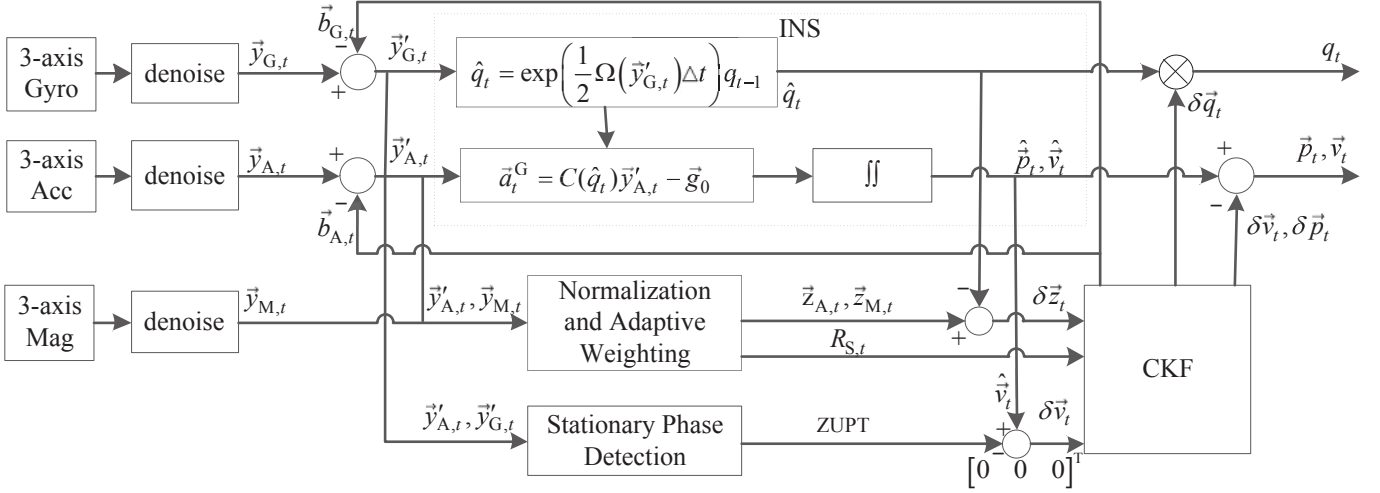 b⃗_G,t
INS
3-axis
Gyro
denoise
y⃗_G,t
−
+
y⃗′_G,t
q̂_t = exp(1/2 Ω(y⃗′_G,t)△t) q_t−1
q̂_t
q_t
δq⃗_t
3-axis
Acc
denoise
y⃗_A,t
+
−
y⃗′_A,t
a⃗_t^G = C(q̂_t)y⃗′_A,t − g⃗_0
∬
p⃗̂_t, v⃗̂_t
+
−
p⃗_t, v⃗_t
b⃗_A,t
δv⃗_t, δp⃗_t
3-axis
Mag
denoise
y⃗_M,t
y⃗′_A,t, y⃗_M,t
Normalization
and Adaptive
Weighting
z⃗_A,t, z⃗_M,t
−
+
δz⃗_t
R_S,t
CKF
y⃗′_A,t, y⃗′_G,t
Stationary Phase
Detection
ZUPT
v⃗̂_t
+
−
δv⃗_t
[0 0 0]^T